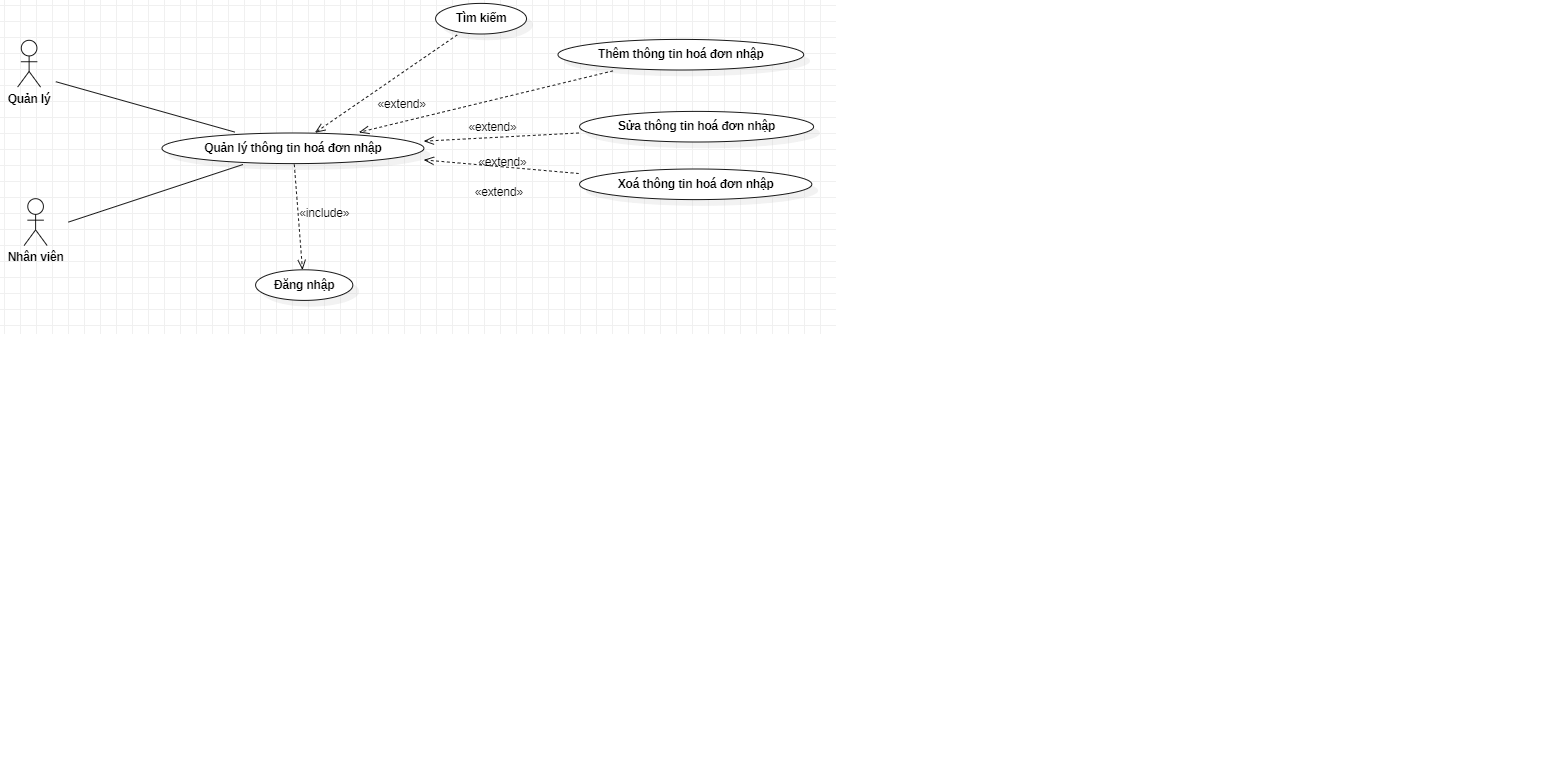 Tìm kiếm
Thêm thông tin hoá đơn nhập
Quản lý
«extend»
«extend»
Sửa thông tin hoá đơn nhập
Quản lý thông tin hoá đơn nhập
«extend»
Xoá thông tin hoá đơn nhập
«extend»
«include»
Nhân viên
Đăng nhập